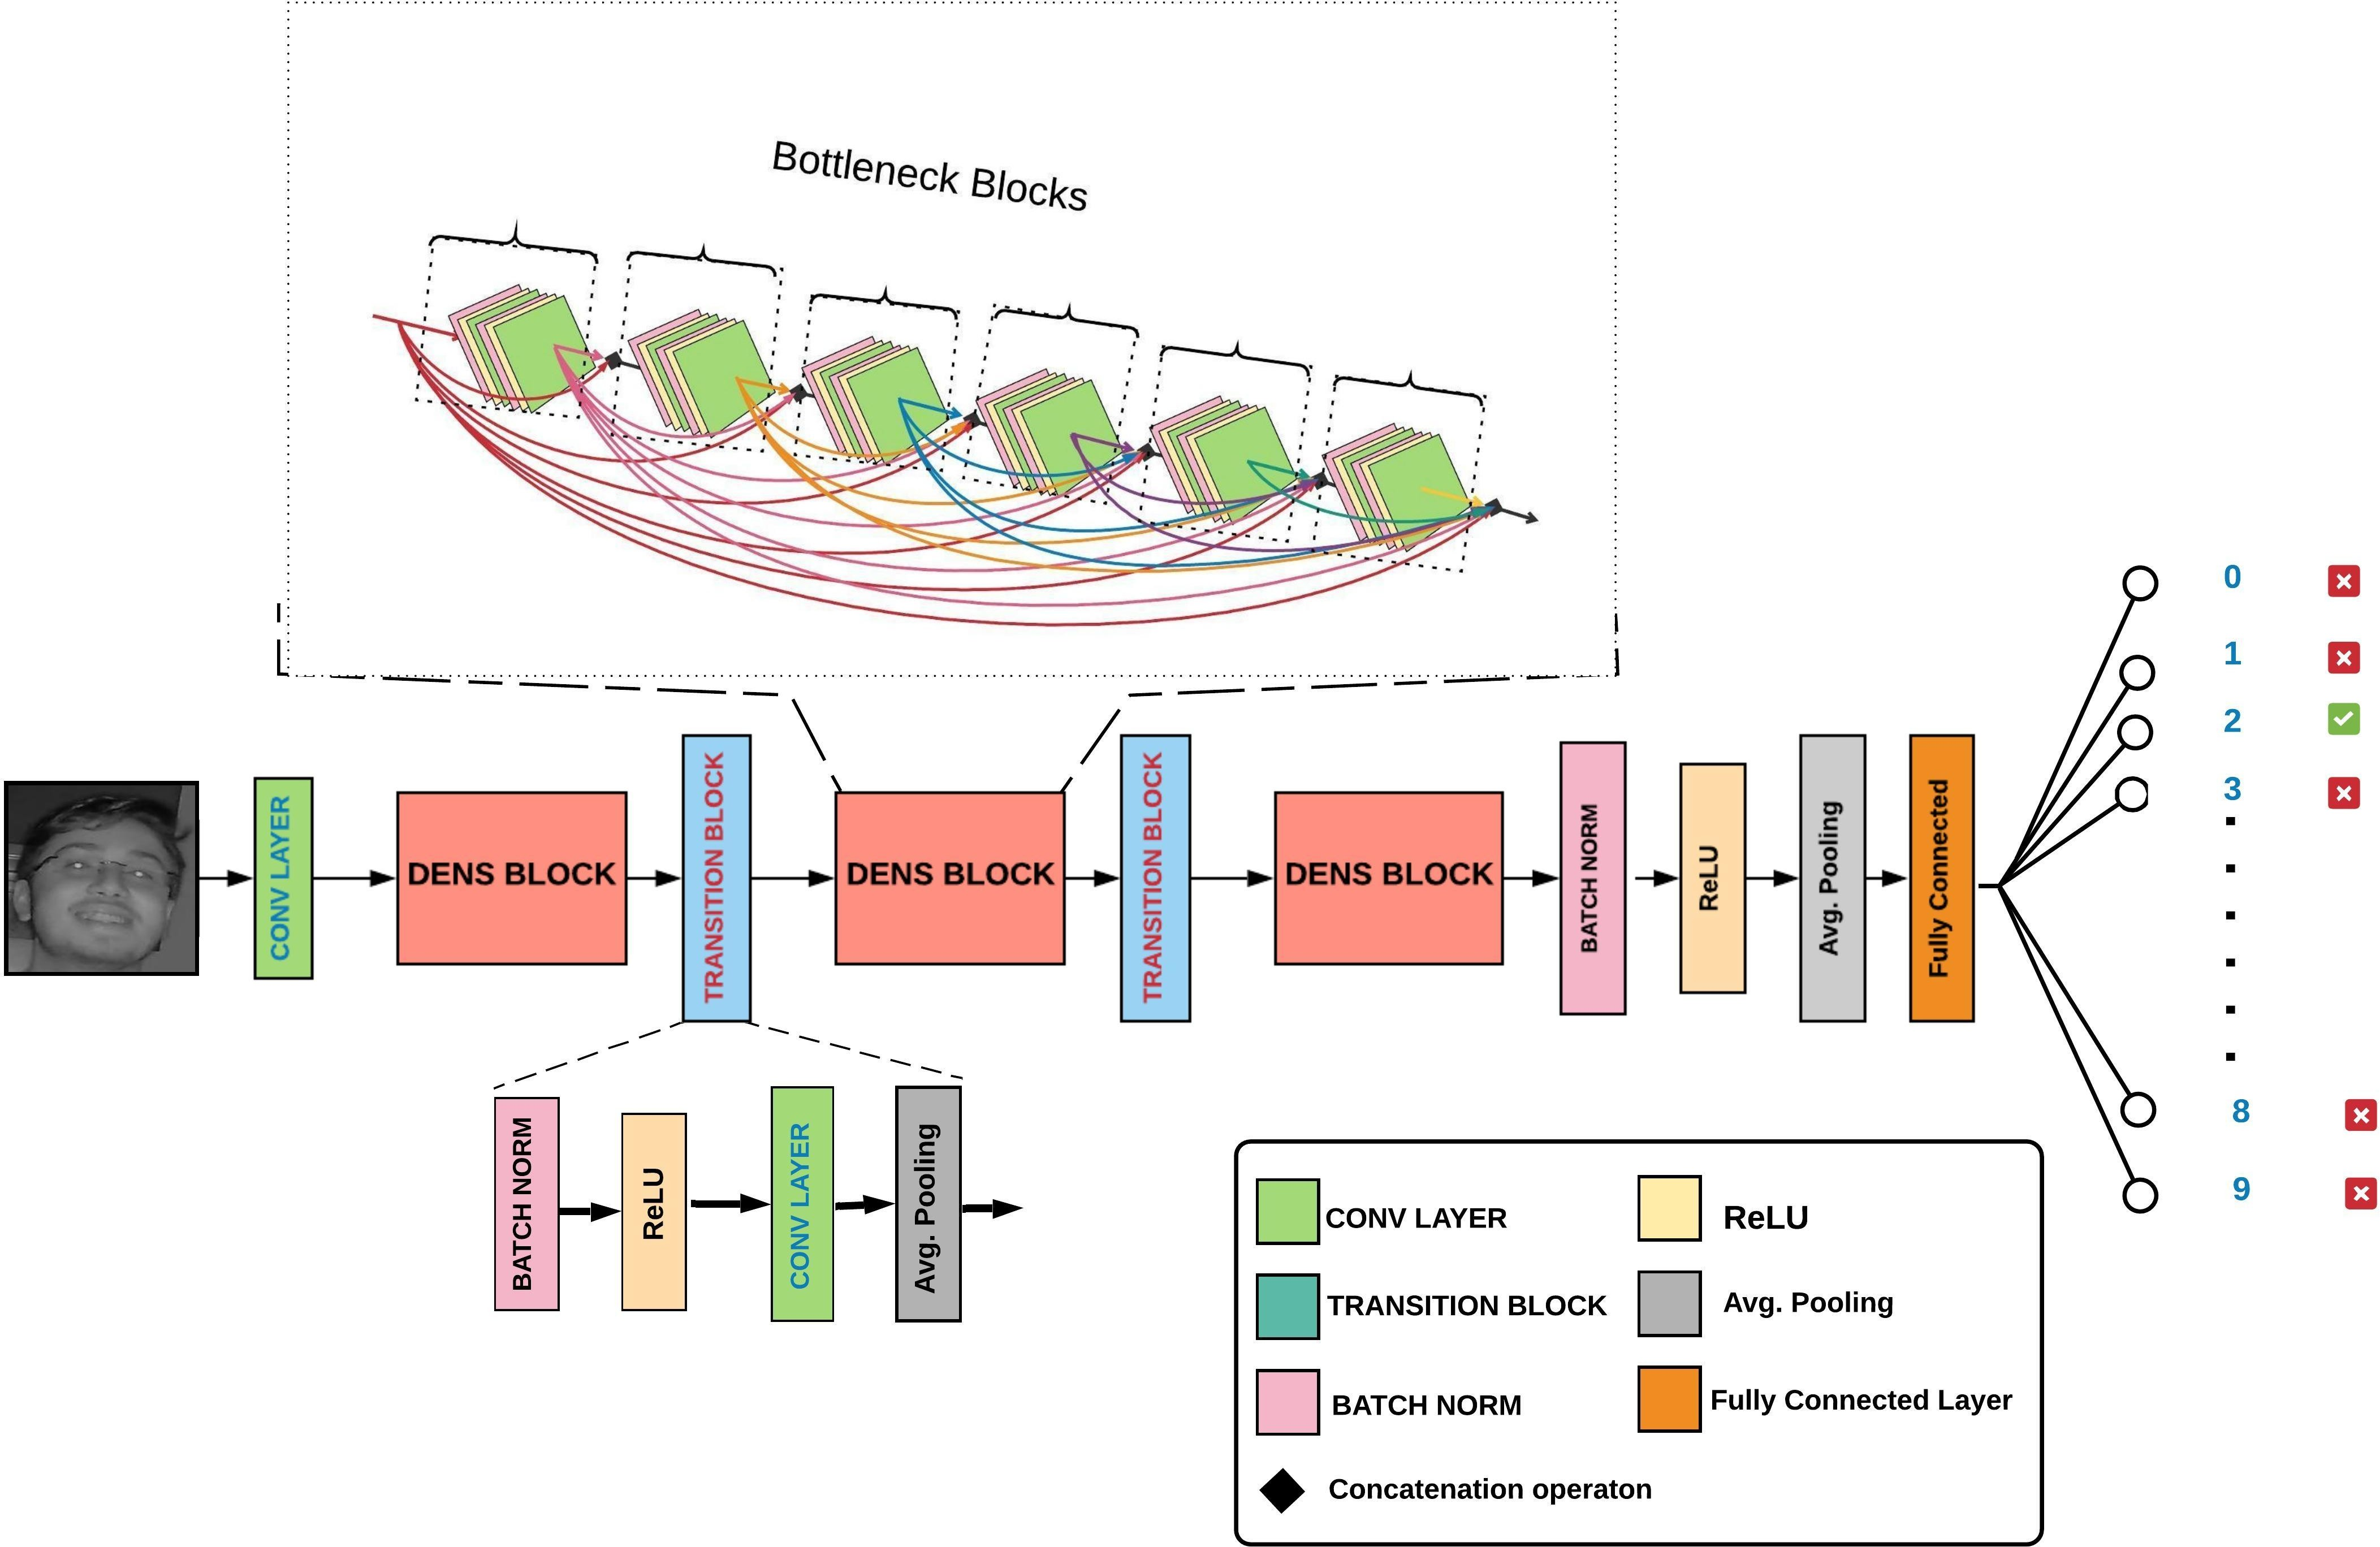 Bottleneck Blocks
0
1
2
3
8
9
CONV LAYER
DENS BLOCK
TRANSITION BLOCK
DENS BLOCK
TRANSITION BLOCK
DENS BLOCK
BATCH NORM
ReLU
Avg. Pooling
Fully Connected
BATCH NORM
ReLU
CONV LAYER
Avg. Pooling
CONV LAYER
ReLU
TRANSITION BLOCK
Avg. Pooling
BATCH NORM
Fully Connected Layer
Concatenation operaton